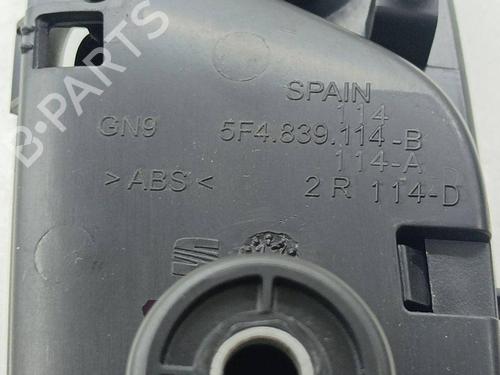 SPAIN
114
GN9 5F4.839.114-B
114-A
>ABS< 2 R 114-D
B-PARTS